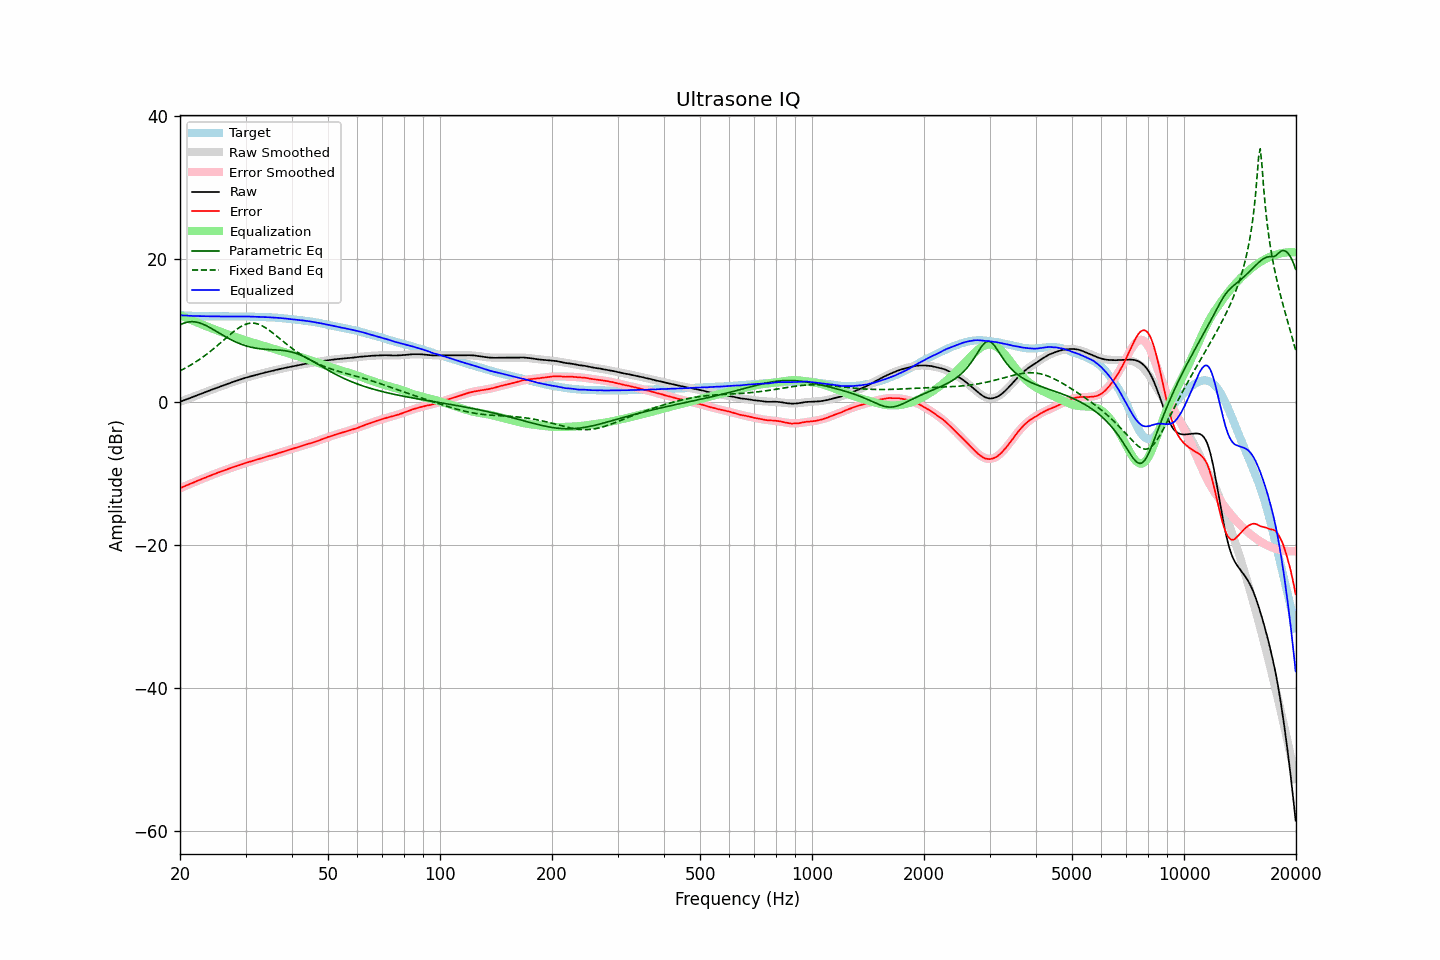 Ultrasone IQ
40
20
0
−20
−40
−60
Amplitude (dBr)
Target
Raw Smoothed
Error Smoothed
Raw
Error
Equalization
Parametric Eq
Fixed Band Eq
Equalized
20 50 100 200 500 1000 2000 5000 10000 20000
Frequency (Hz)